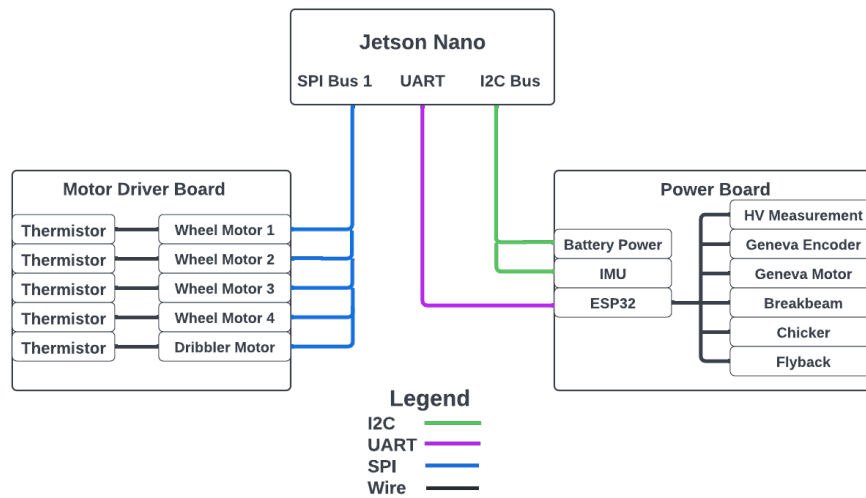 Jetson Nano
SPI Bus 1 UART I2C Bus
Motor Driver Board
Thermistor Wheel Motor 1
Thermistor Wheel Motor 2
Thermistor Wheel Motor 3
Thermistor Wheel Motor 4
Thermistor Dribbler Motor
Power Board
Battery Power
IMU
ESP32
HV Measurement
Geneva Encoder
Geneva Motor
Breakbeam
Chicker
Flyback
Legend
I2C
UART
SPI
Wire